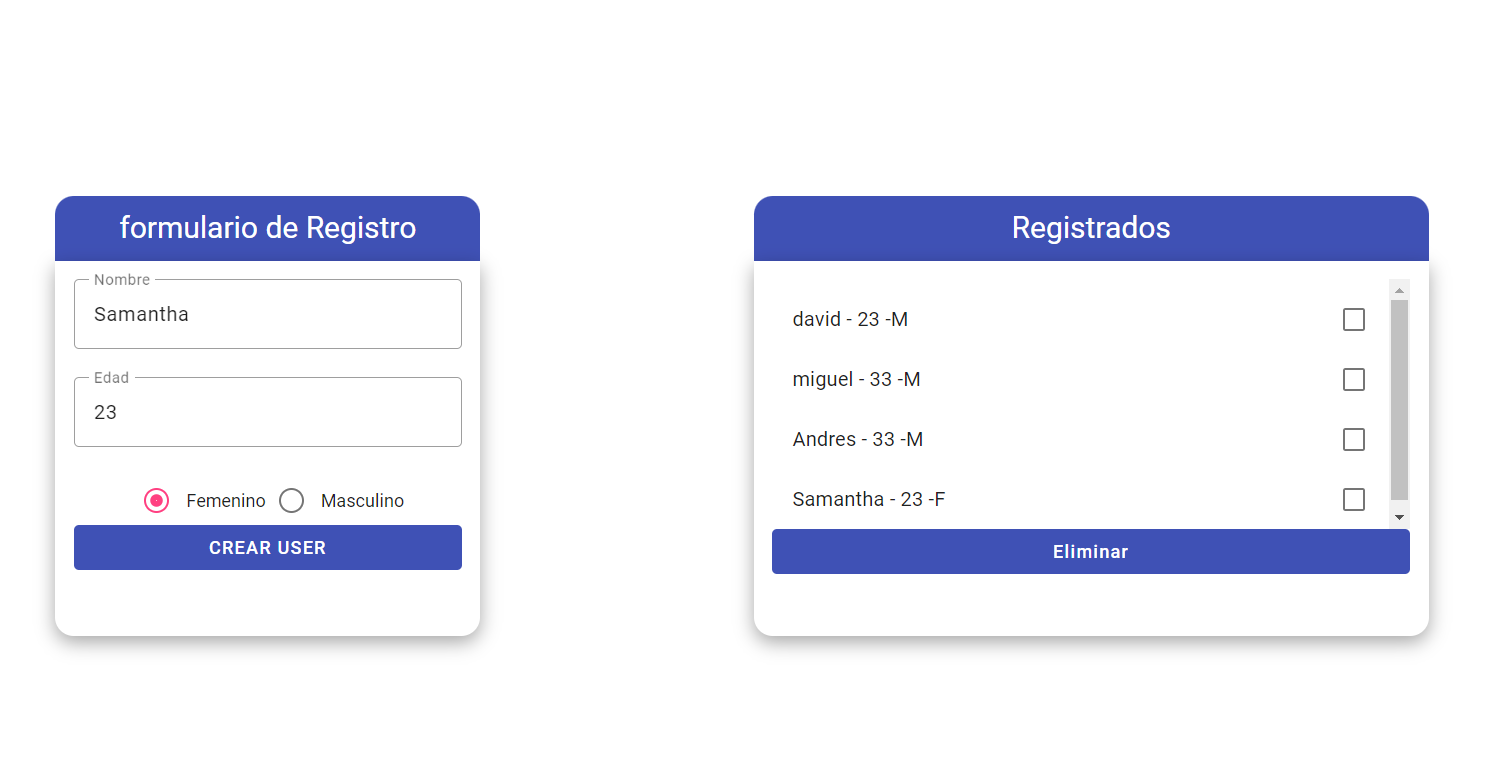 formulario de Registro
Nombre
Samantha
Edad
23
Femenino Masculino
CREAR USER
Registrados
david - 23 -M
miguel - 33 -M
Andres - 33 -M
Samantha - 23 -F
Eliminar